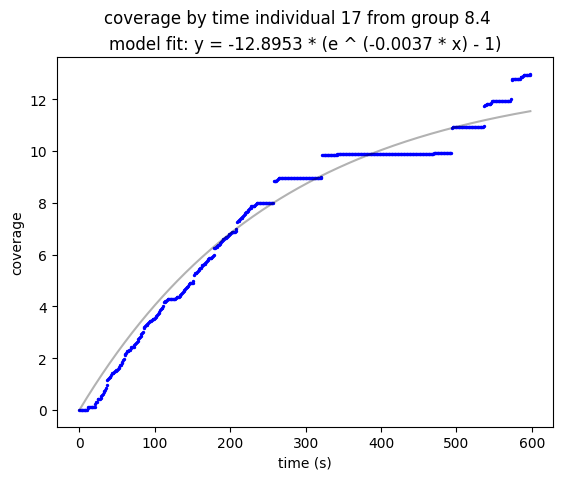 coverage by time individual 17 from group 8.4
model fit: y = -12.8953 * (e ^ (-0.0037 * x) - 1)
12
10
8
6
4
2
0
coverage
0 100 200 300 400 500 600
time (s)